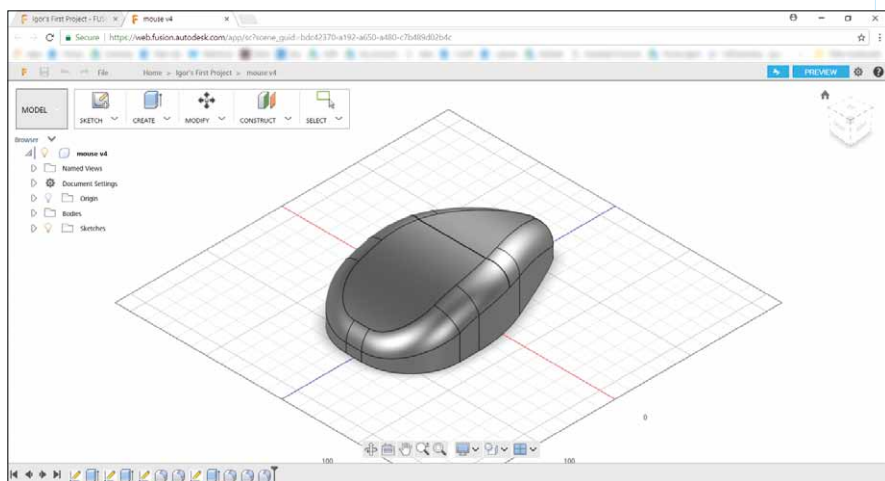 Igor's First Project - FUS
mouse v4
Secure | https://web.fusion.autodesk.com/app/sc?scene_guid=bdc42370-a192-a650-a480-c7b489d02b4c
File
Home > Igor's First Project > mouse v4
PREVIEW
MODEL
SKETCH
CREATE
MODIFY
CONSTRUCT
SELECT
Browser
mouse v4
Named Views
Document Settings
Origin
Bodies
Sketches
0
100
100